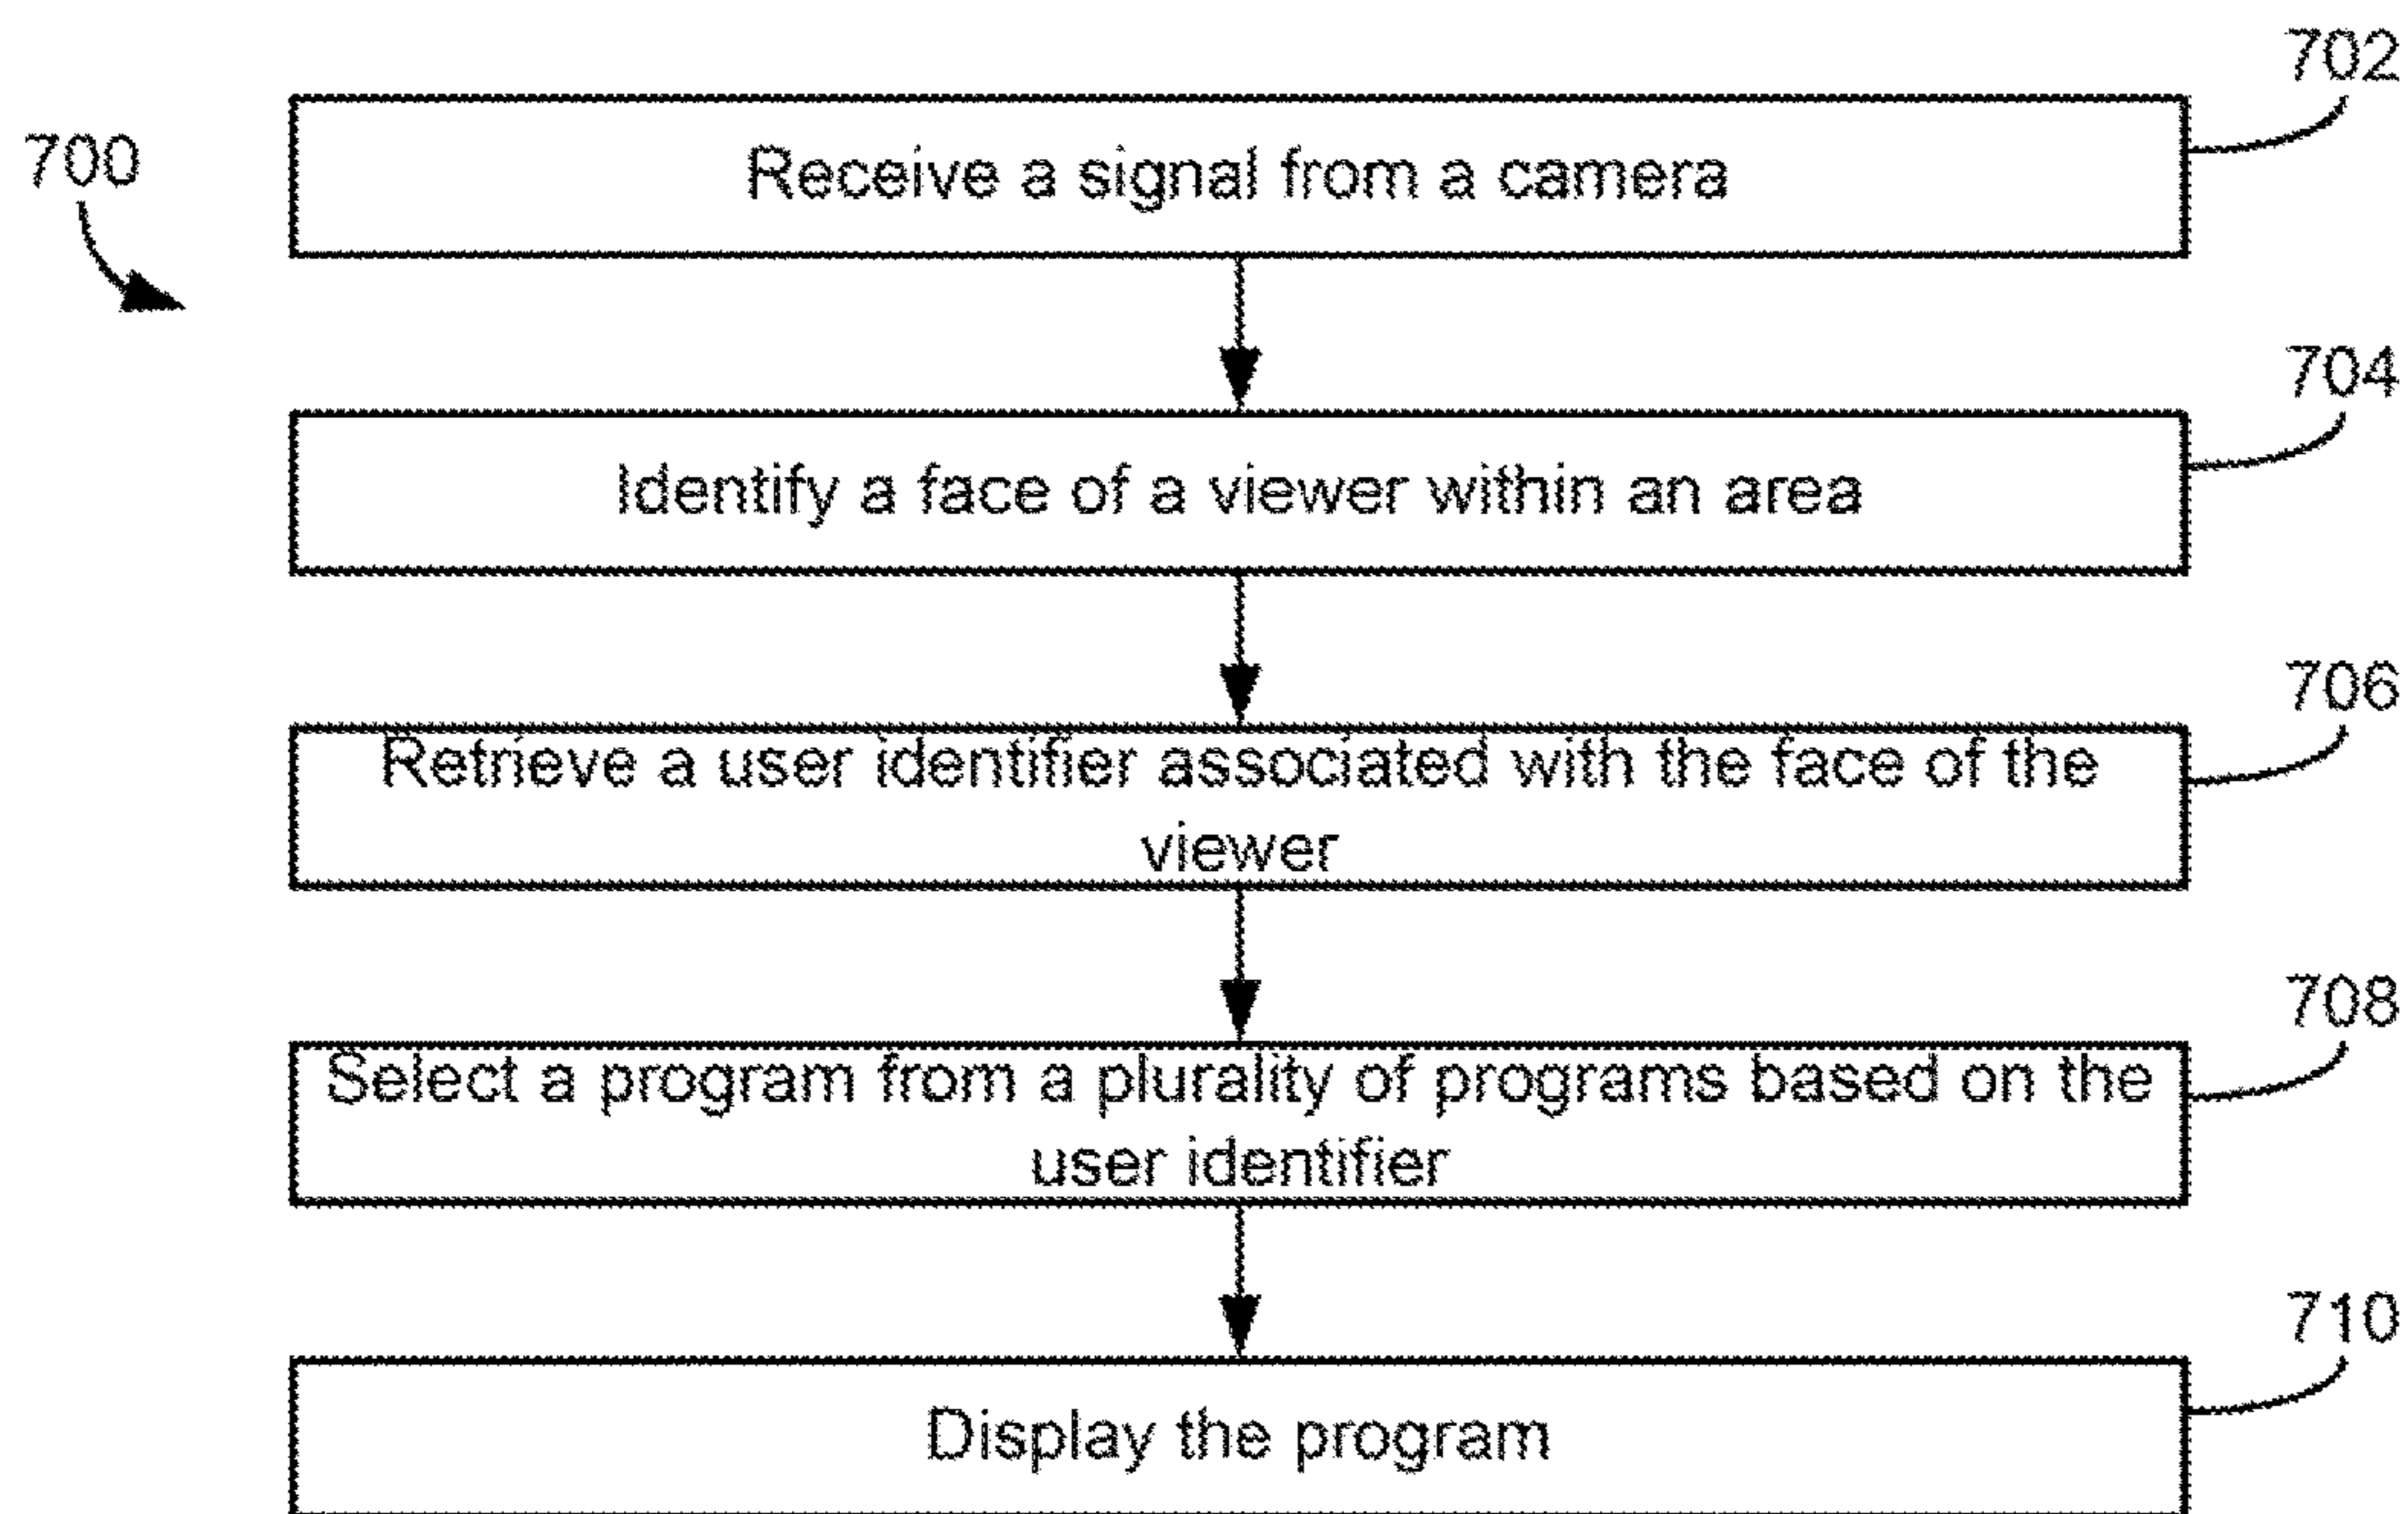 702
700
Receive a signal from a camera
704
Identify a face of a viewer within an area
706
Retrieve a user identifier associated with the face of the
viewer
708
Select a program from a plurality of programs based on the
user identifier
710
Display the program